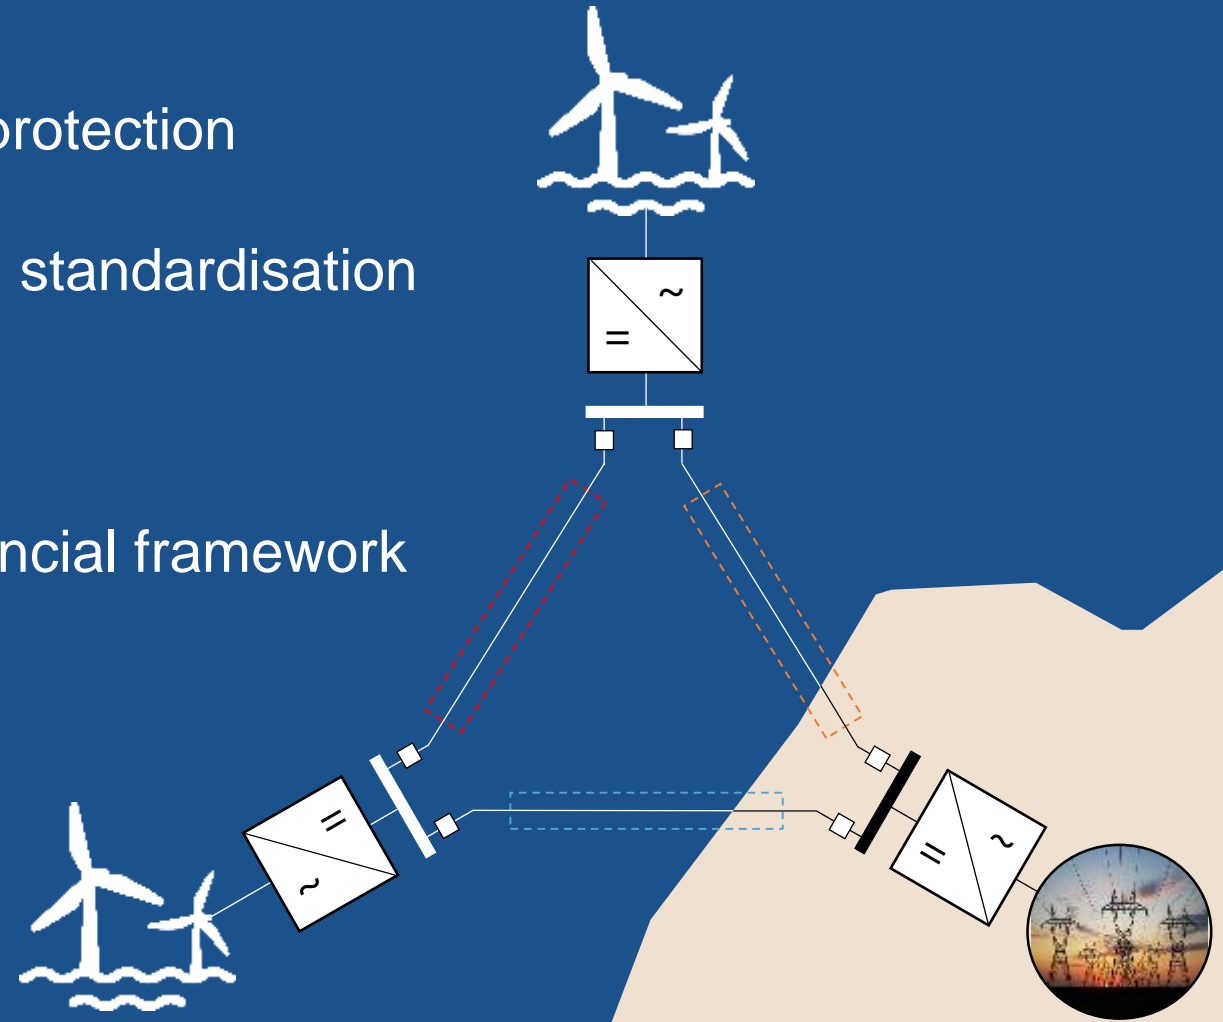 protection
standardisation
~
=
ncial framework
=
~
~
=